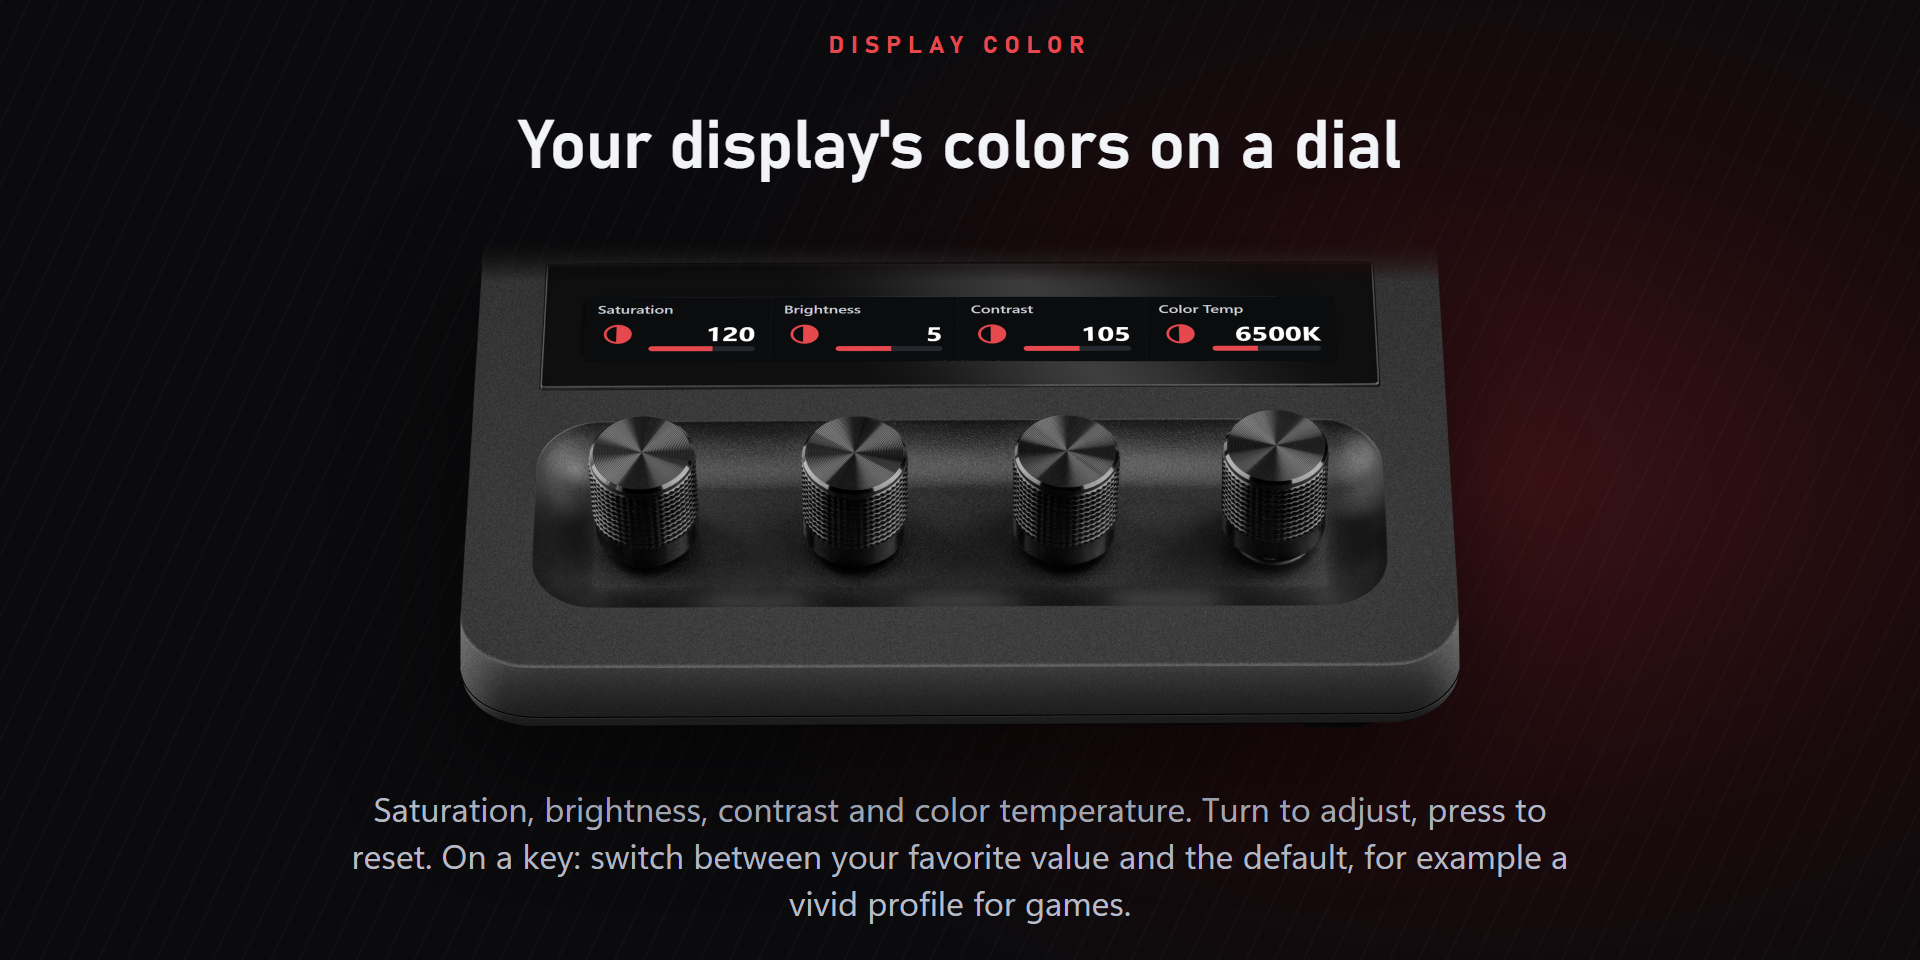 DISPLAY COLOR
Your display's colors on a dial
Saturation Brightness Contrast Color Temp
120 5 105 6500K
Saturation, brightness, contrast and color temperature. Turn to adjust, press to
reset. On a key: switch between your favorite value and the default, for example a
vivid profile for games.